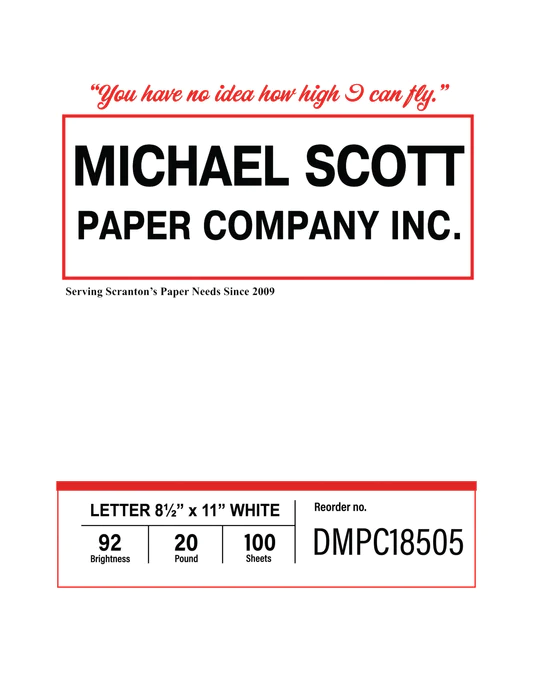 “You have no idea how high I can fly.”
MICHAEL SCOTT
PAPER COMPANY INC.
Serving Scranton’s Paper Needs Since 2009
LETTER 8½” x 11” WHITE
92
Brightness
20
Pound
100
Sheets
Reorder no.
DMPC18505